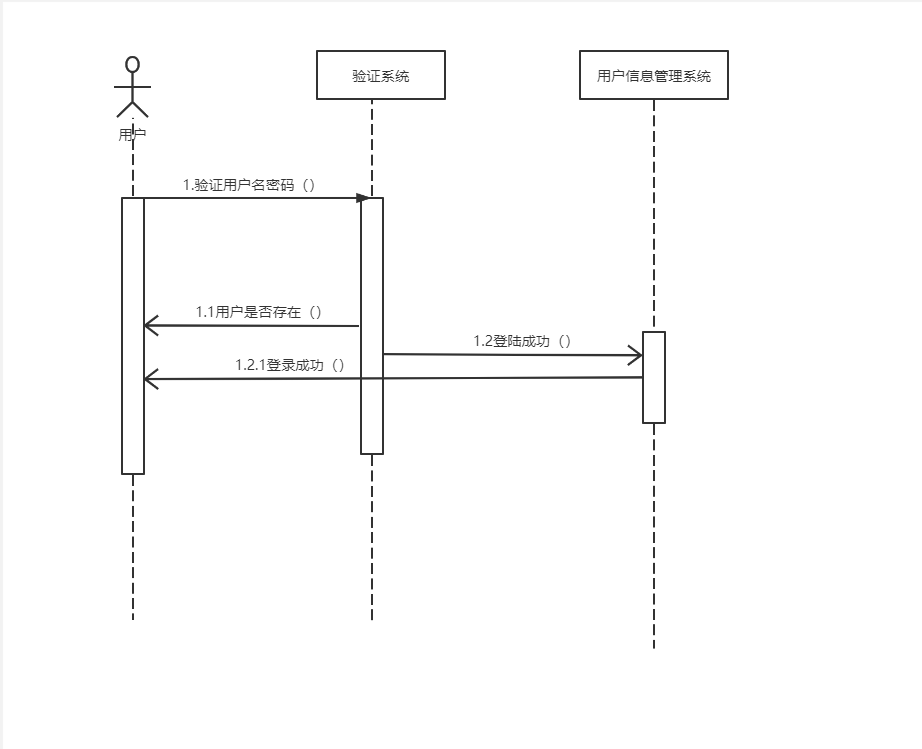 验证系统
用户信息管理系统
用户
1.验证用户名密码（）
1.1用户是否存在（）
1.2登陆成功（）
1.2.1登录成功（）